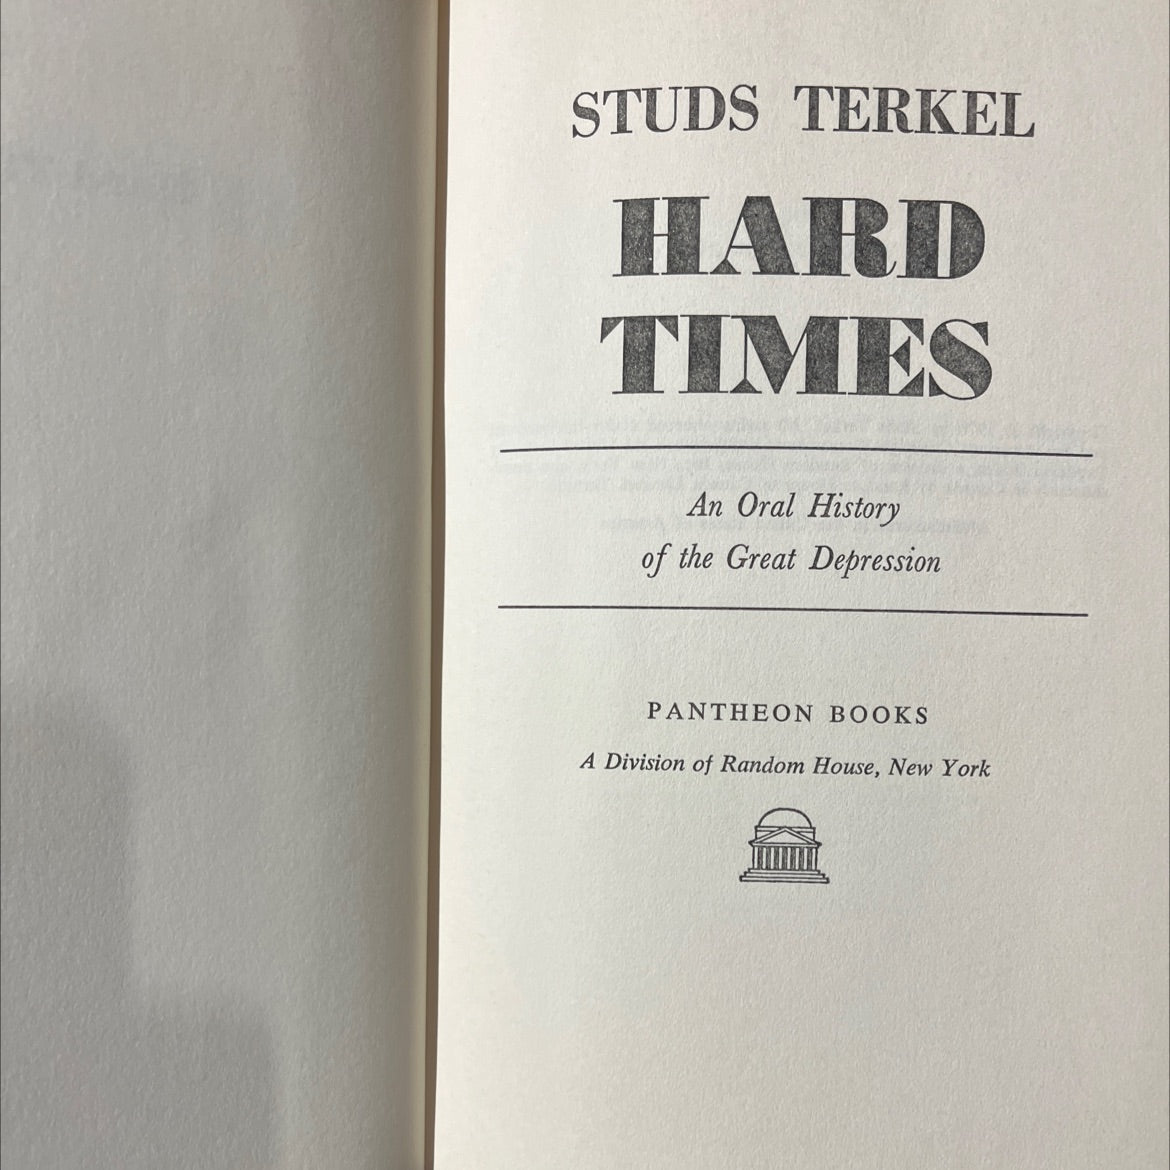 STUDS TERKEL
HARD
TIMES
An Oral History
of the Great Depression
PANTHEON BOOKS
A Division of Random House, New York